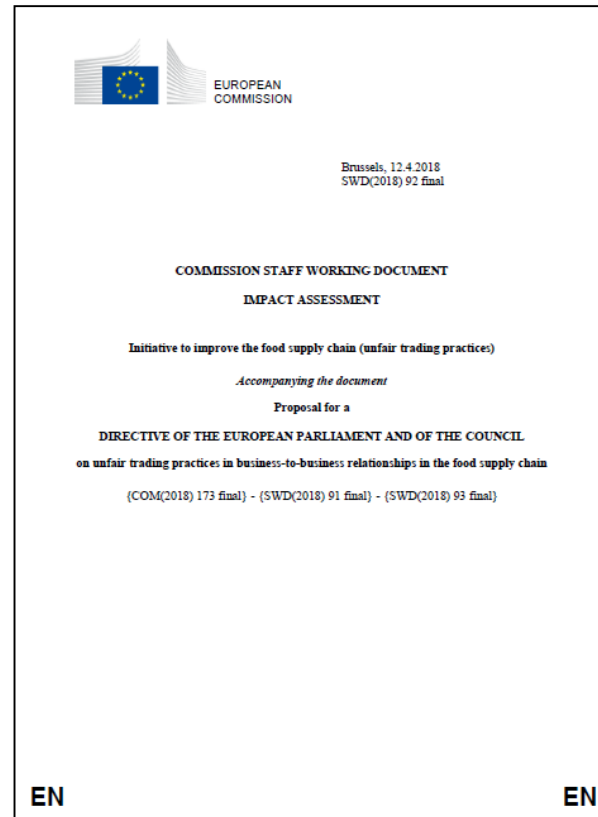 EUROPEAN
COMMISSION
Brussels, 12.4.2018
SWD(2018) 92 final
COMMISSION STAFF WORKING DOCUMENT
IMPACT ASSESSMENT
Initiative to improve the food supply chain (unfair trading practices)
Accompanying the document
Proposal for a
DIRECTIVE OF THE EUROPEAN PARLIAMENT AND OF THE COUNCIL
on unfair trading practices in business-to-business relationships in the food supply chain
{COM(2018) 173 final} - {SWD(2018) 91 final} - {SWD(2018) 93 final}
EN EN